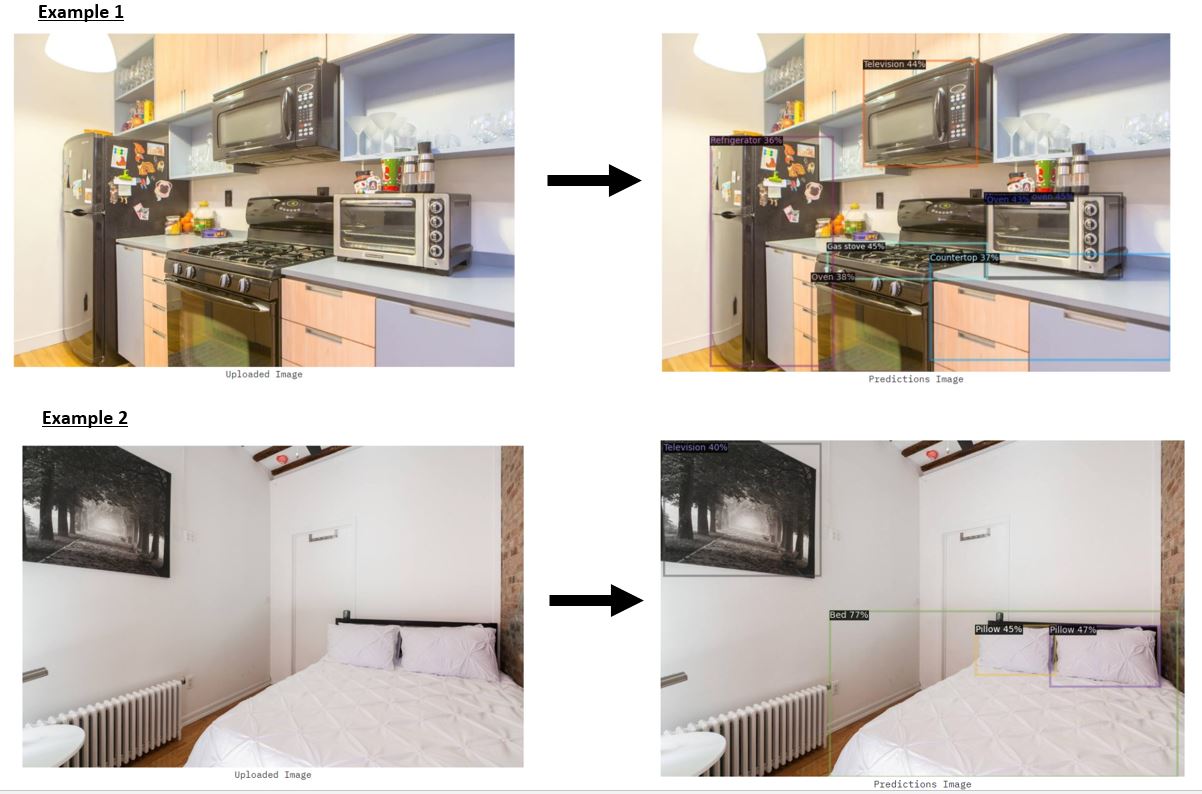 Example 1
Television 44%
Refrigerator 36%
Oven 43%
oven 45%
Gas stove 45%
Countertop 37%
Oven 38%
Uploaded Image
Predictions Image
Example 2
Television 40%
Bed 77%
Pillow 45%
Pillow 47%
Uploaded Image
Predictions Image